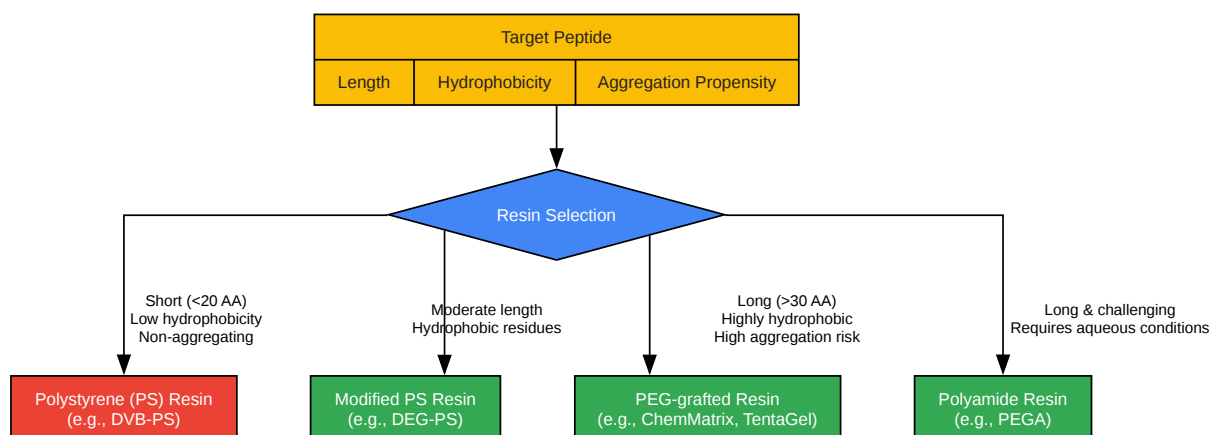 Target Peptide
Length
Hydrophobicity
Aggregation Propensity
Resin Selection
Short (<20 AA)
Low hydrophobicity
Non-aggregating
Moderate length
Hydrophobic residues
Long (>30 AA)
Highly hydrophobic
High aggregation risk
Long & challenging
Requires aqueous conditions
Polystyrene (PS) Resin
(e.g., DVB-PS)
Modified PS Resin
(e.g., DEG-PS)
PEG-grafted Resin
(e.g., ChemMatrix, TentaGel)
Polyamide Resin
(e.g., PEGA)